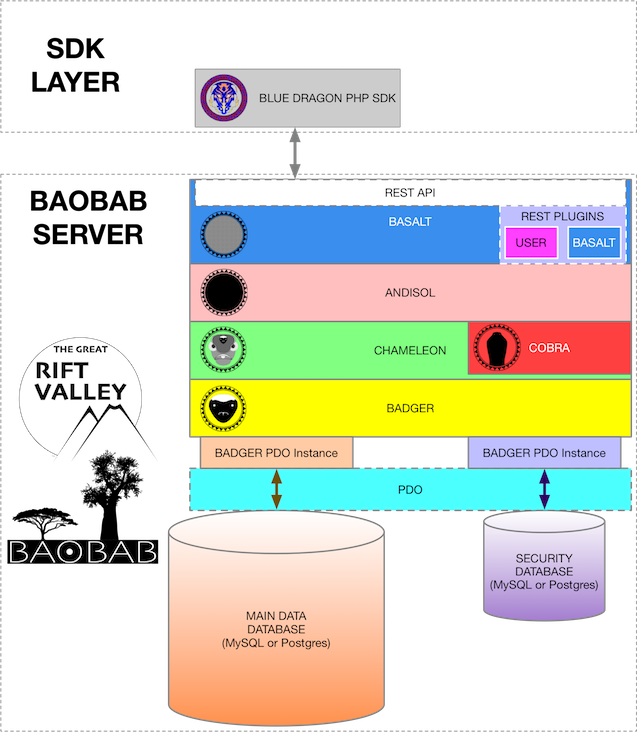 SDK
LAYER
BLUE DRAGON PHP SDK
BAOBAB
SERVER
REST API
BASALT
REST PLUGINS
USER
BASALT
ANDISOL
CHAMELEON
COBRA
BADGER
THE GREAT
RIFT
VALLEY
BAOBAB
BADGER PDO Instance
BADGER PDO Instance
PDO
MAIN DATA
DATABASE
(MySQL or Postgres)
SECURITY
DATABASE
(MySQL or Postgres)